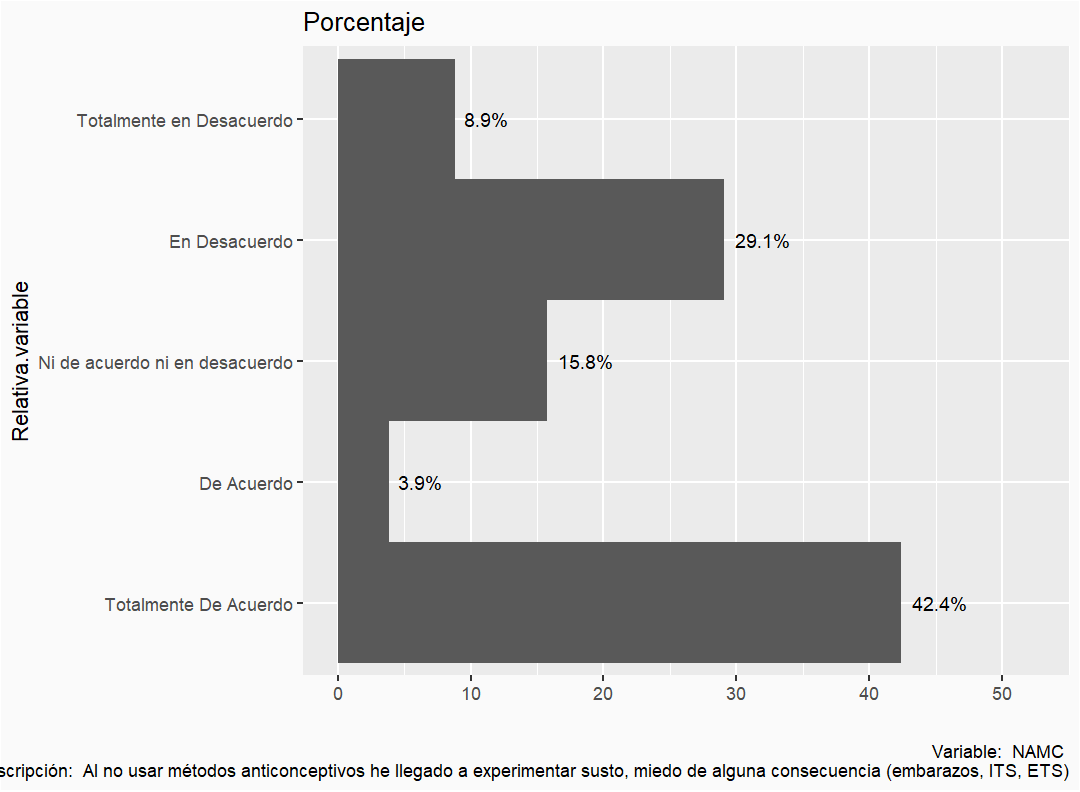 Porcentaje
Totalmente en Desacuerdo
8.9%
En Desacuerdo
29.1%
Relativa.variable
Ni de acuerdo ni en desacuerdo
15.8%
De Acuerdo
3.9%
Totalmente De Acuerdo
42.4%
0 10 20 30 40 50
Variable: NAMC
scripción: Al no usar métodos anticonceptivos he llegado a experimentar susto, miedo de alguna consecuencia (embarazos, ITS, ETS)